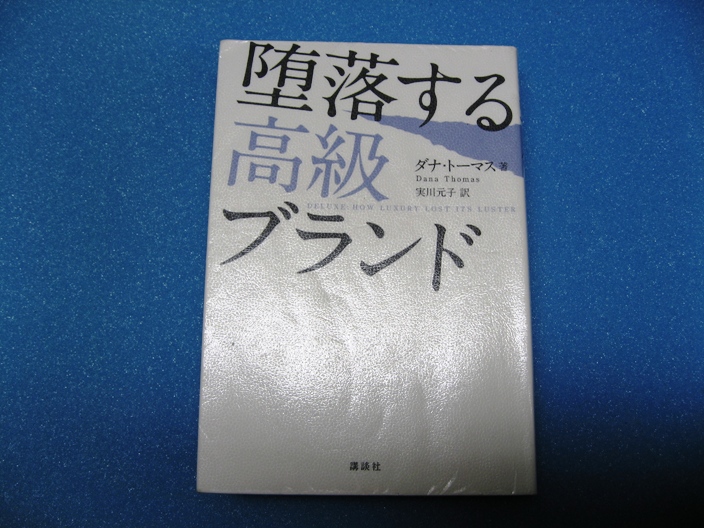 堕落する
高級
ダナ・トーマス 著
Dana Thomas
実川元子 訳
DELUXE HOW LUXURY LOST ITS LUSTER
ブランド
講談社